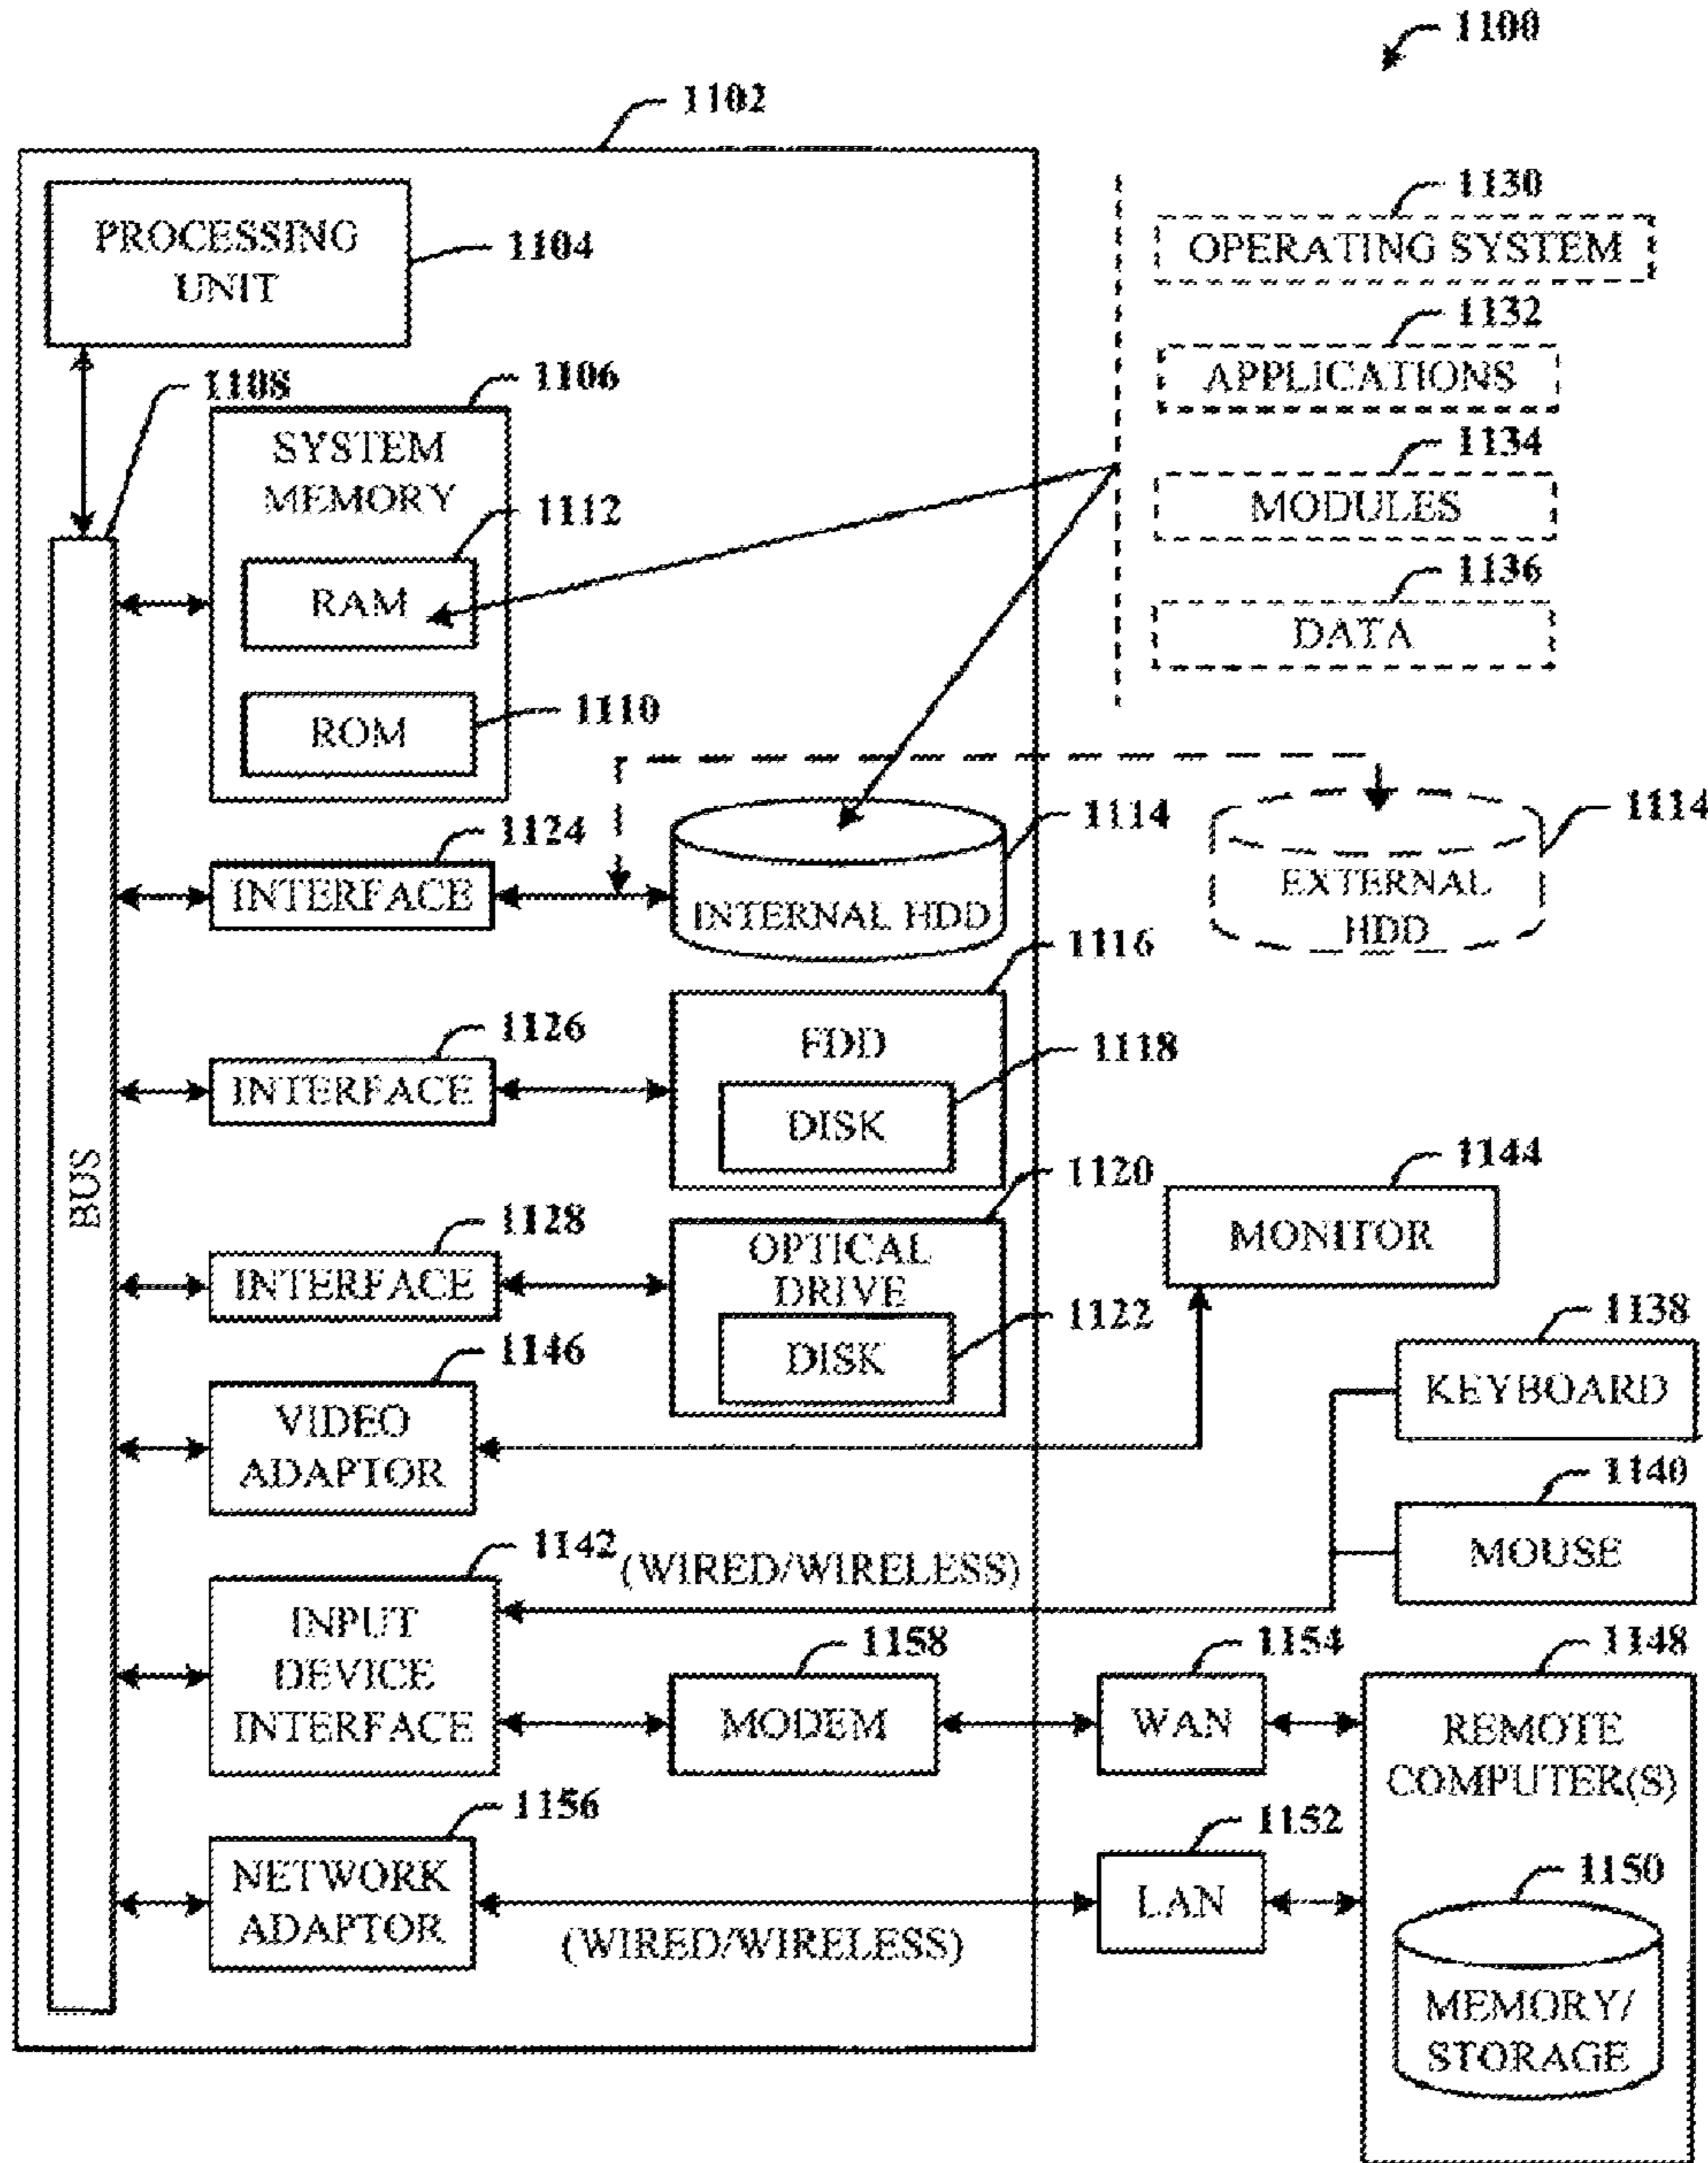 1100
1102
PROCESSING
UNIT
1104
1130
OPERATING SYSTEM
1132
APPLICATIONS
1134
MODULES
1136
DATA
1108
1106
SYSTEM
MEMORY
1112
RAM
1110
ROM
1124
INTERFACE
1114
INTERNAL HDD
1114
EXTERNAL
HDD
1126
INTERFACE
1116
FDD
1118
DISK
BUS
1128
INTERFACE
1120
OPTICAL
DRIVE
1122
DISK
1144
MONITOR
1146
VIDEO
ADAPTOR
1138
KEYBOARD
1140
MOUSE
1142
(WIRED/WIRELESS)
INPUT
DEVICE
INTERFACE
1158
MODEM
1154
WAN
1148
REMOTE
COMPUTER(S)
1156
NETWORK
ADAPTOR
(WIRED/WIRELESS)
1152
LAN
1150
MEMORY/
STORAGE